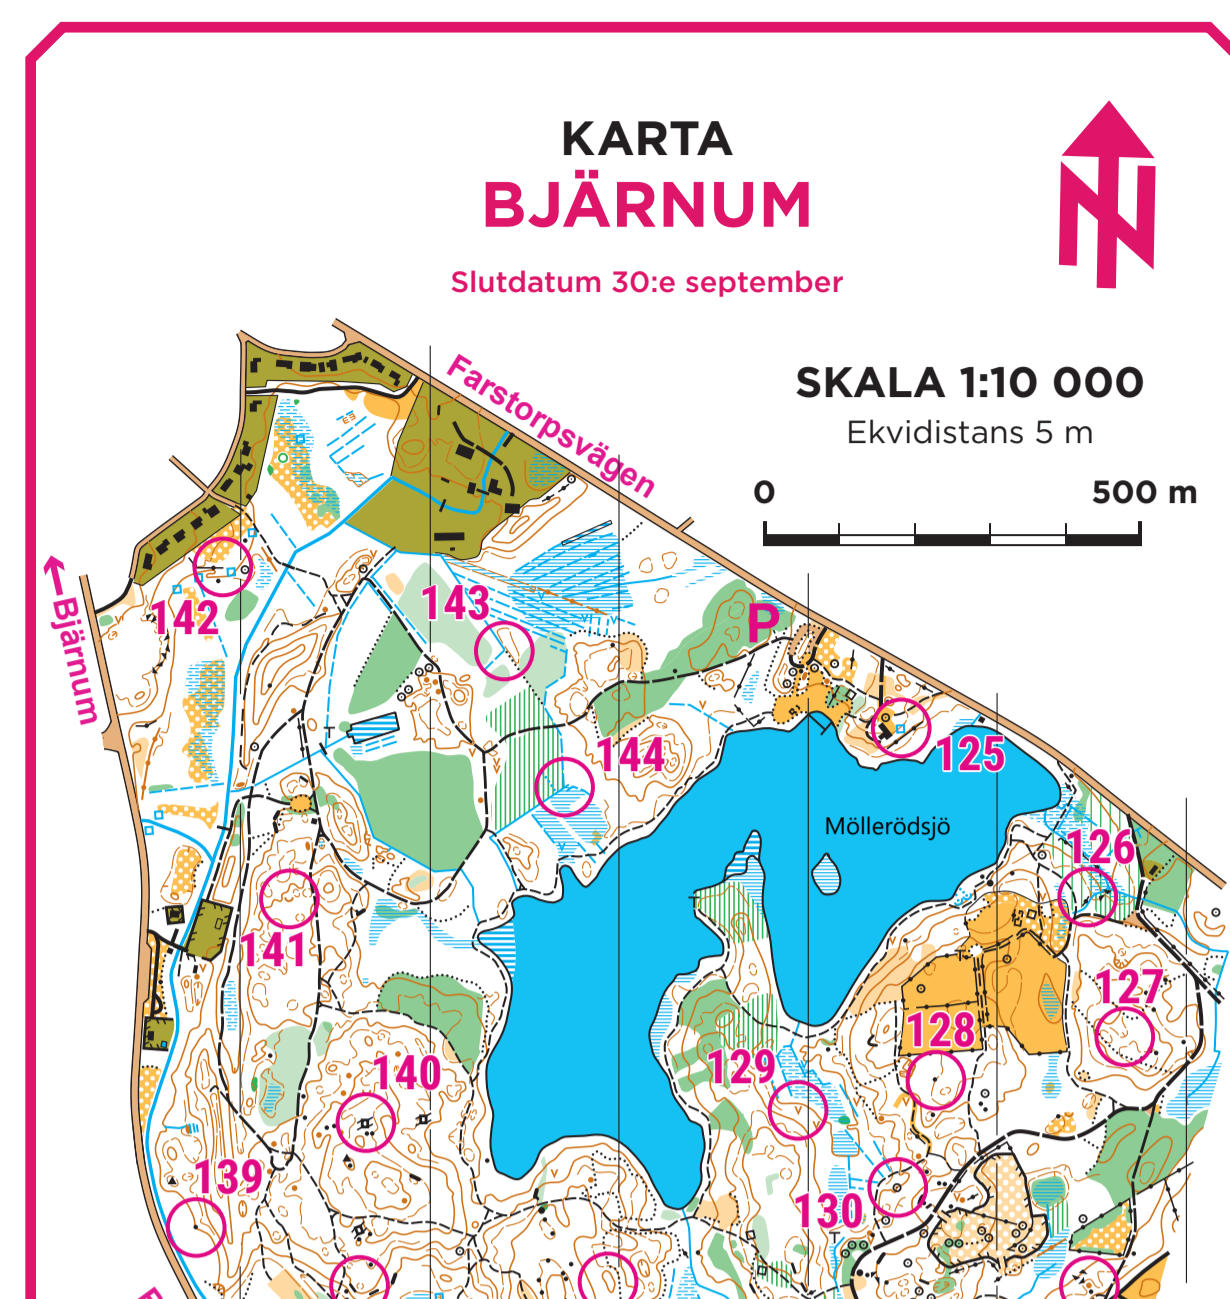 KARTA
BJÄRNUM
Slutdatum 30:e september
N
SKALA 1:10 000
Ekvidistans 5 m
0 500 m
Farstorpsvägen
Bjärnum
142
143
P
144
125
Möllerödsjö
126
141
127
128
140
129
139
130